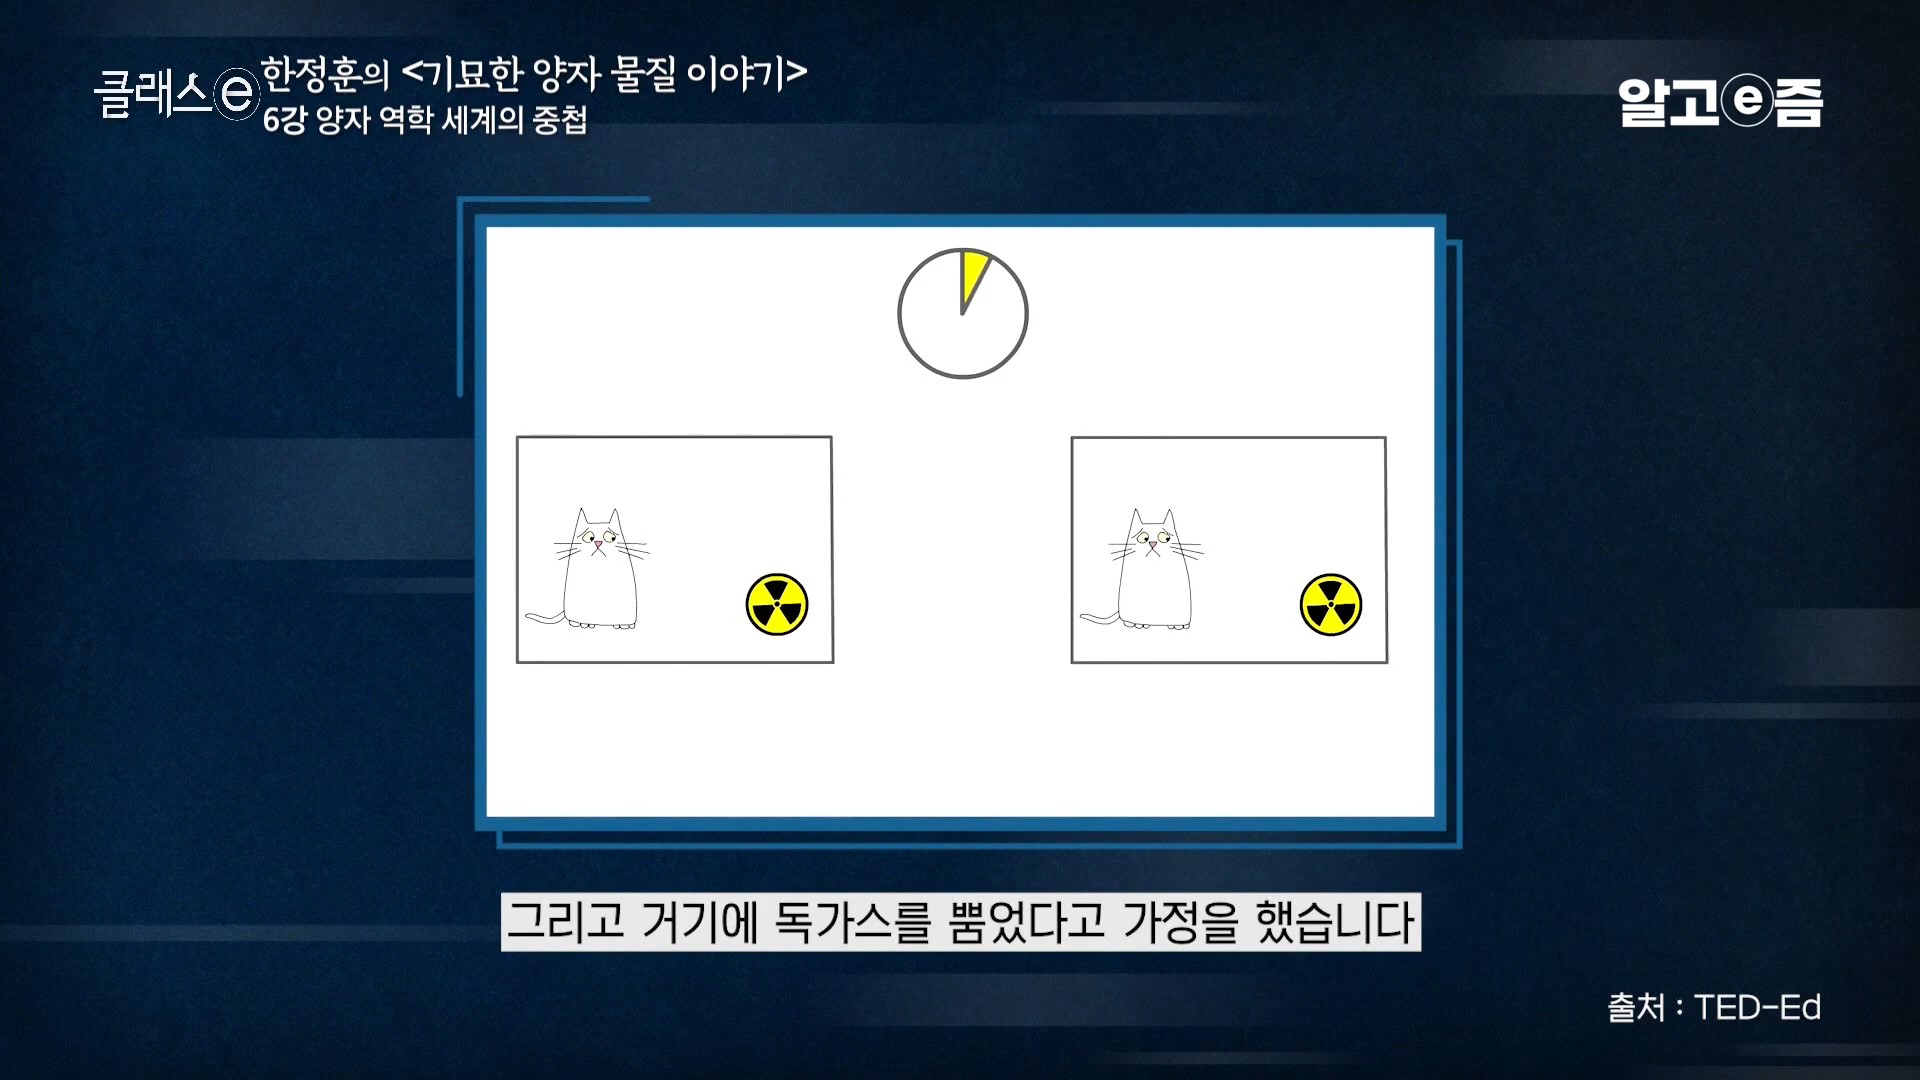 클래스e
한정훈의 <기묘한 양자 물질 이야기>
6강 양자 역학 세계의 중첩
알고e즘
그리고 거기에 독가스를 뿜었다고 가정을 했습니다
출처 : TED-Ed